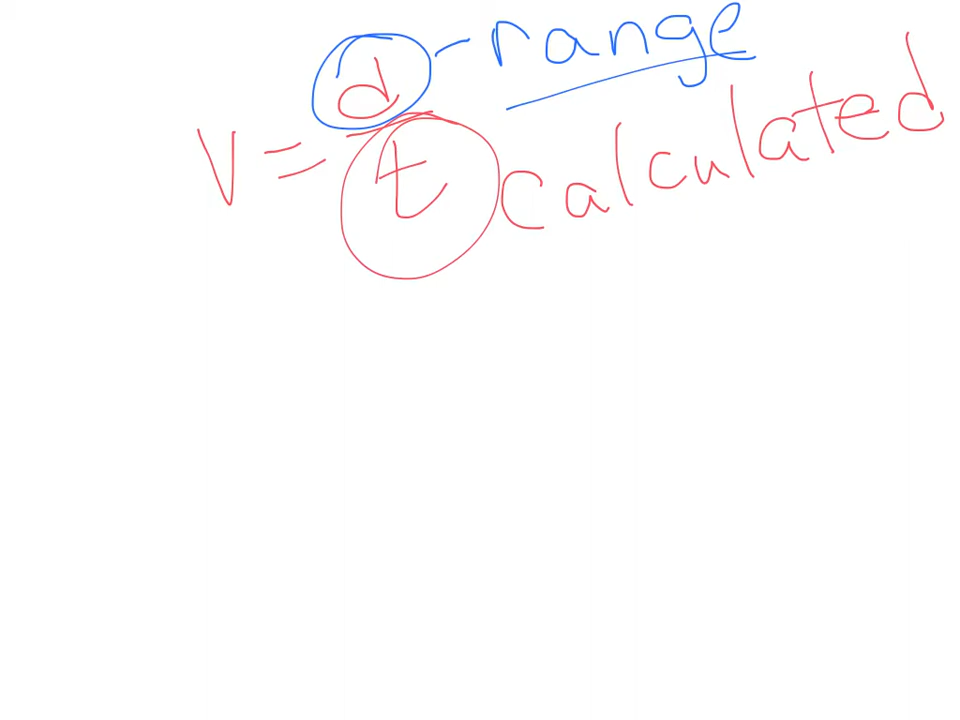 d - range
v = — calculated
t